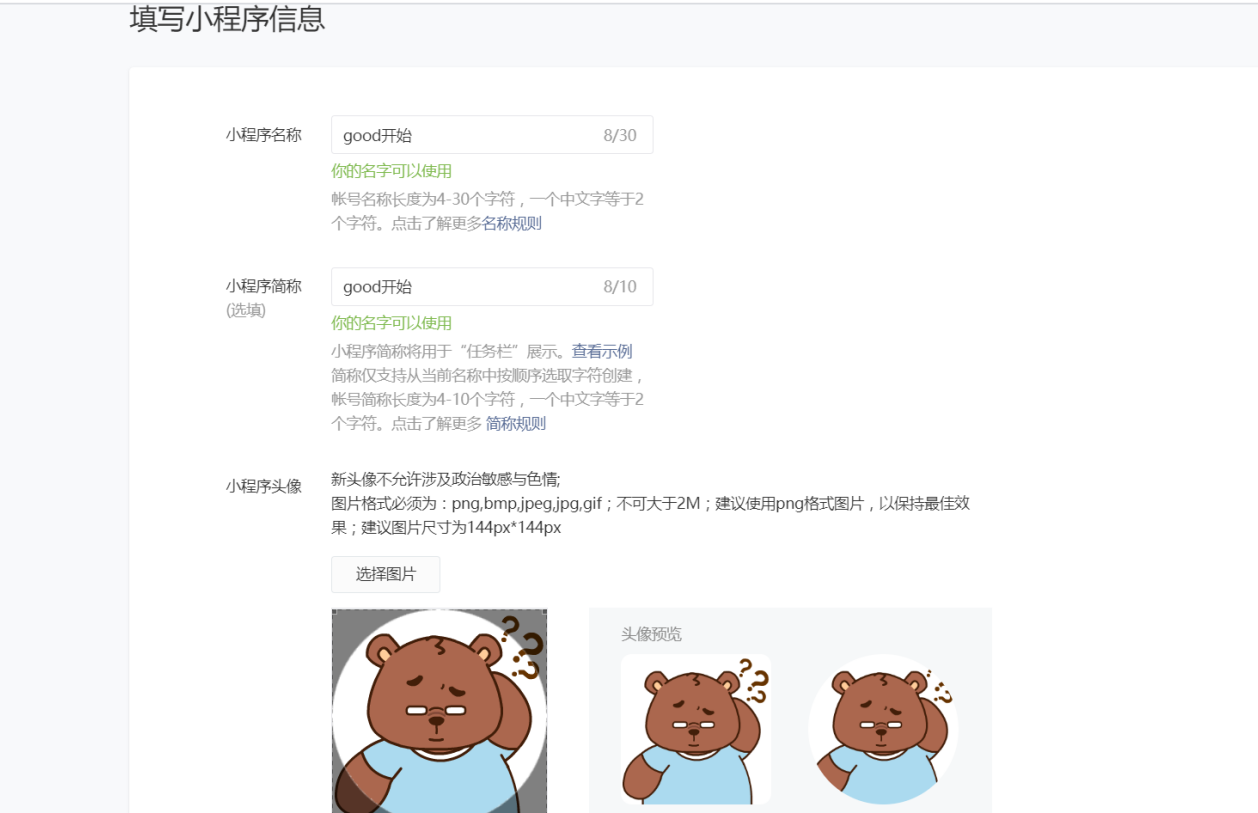 填写小程序信息
小程序名称
good开始 8/30
你的名字可以使用
帐号名称长度为4-30个字符，一个中文字等于2
个字符。点击了解更多名称规则
小程序简称
(选填)
good开始 8/10
你的名字可以使用
小程序简称将用于“任务栏”展示。查看示例
简称仅支持从当前名称中按顺序选取字符创建，
帐号简称长度为4-10个字符，一个中文字等于2
个字符。点击了解更多 简称规则
小程序头像
新头像不允许涉及政治敏感与色情;
图片格式必须为：png,bmp,jpeg,jpg,gif；不可大于2M；建议使用png格式图片，以保持最佳效
果；建议图片尺寸为144px*144px
选择图片
???
头像预览
???
???